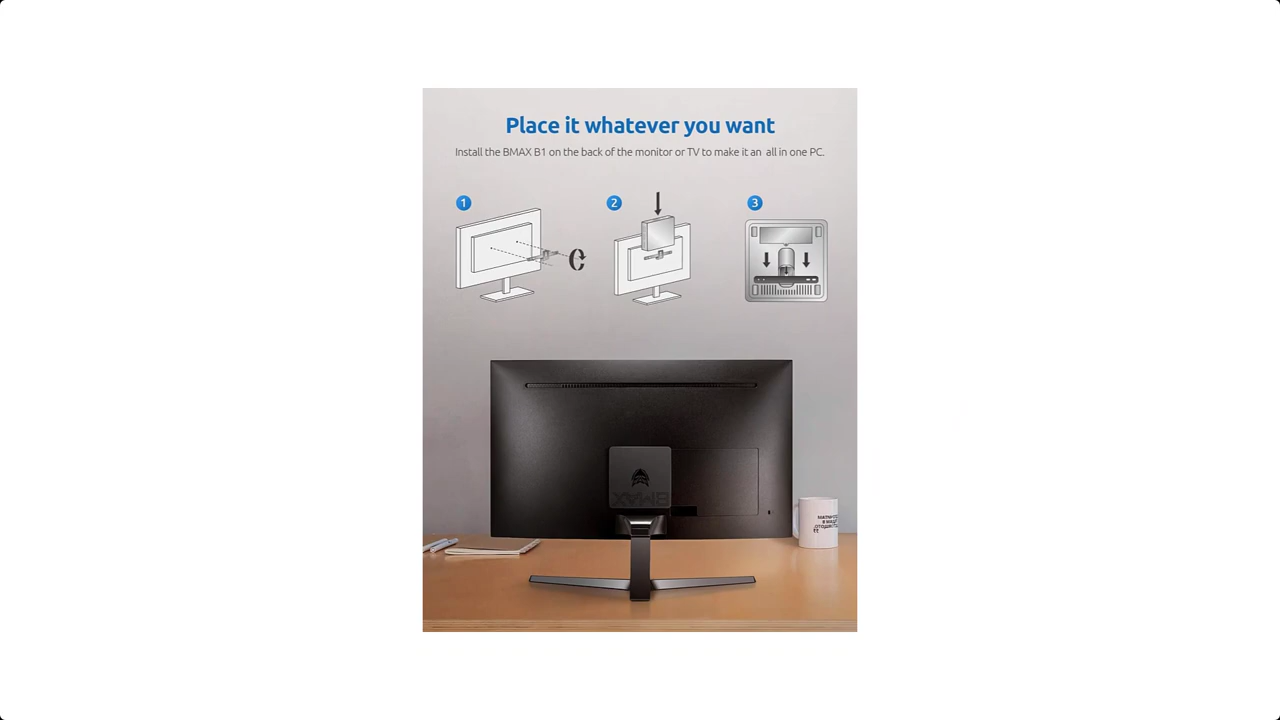 Place it whatever you want
Install the BMAX B1 on the back of the monitor or TV to make it an all in one PC.
1
2
3
BMAX